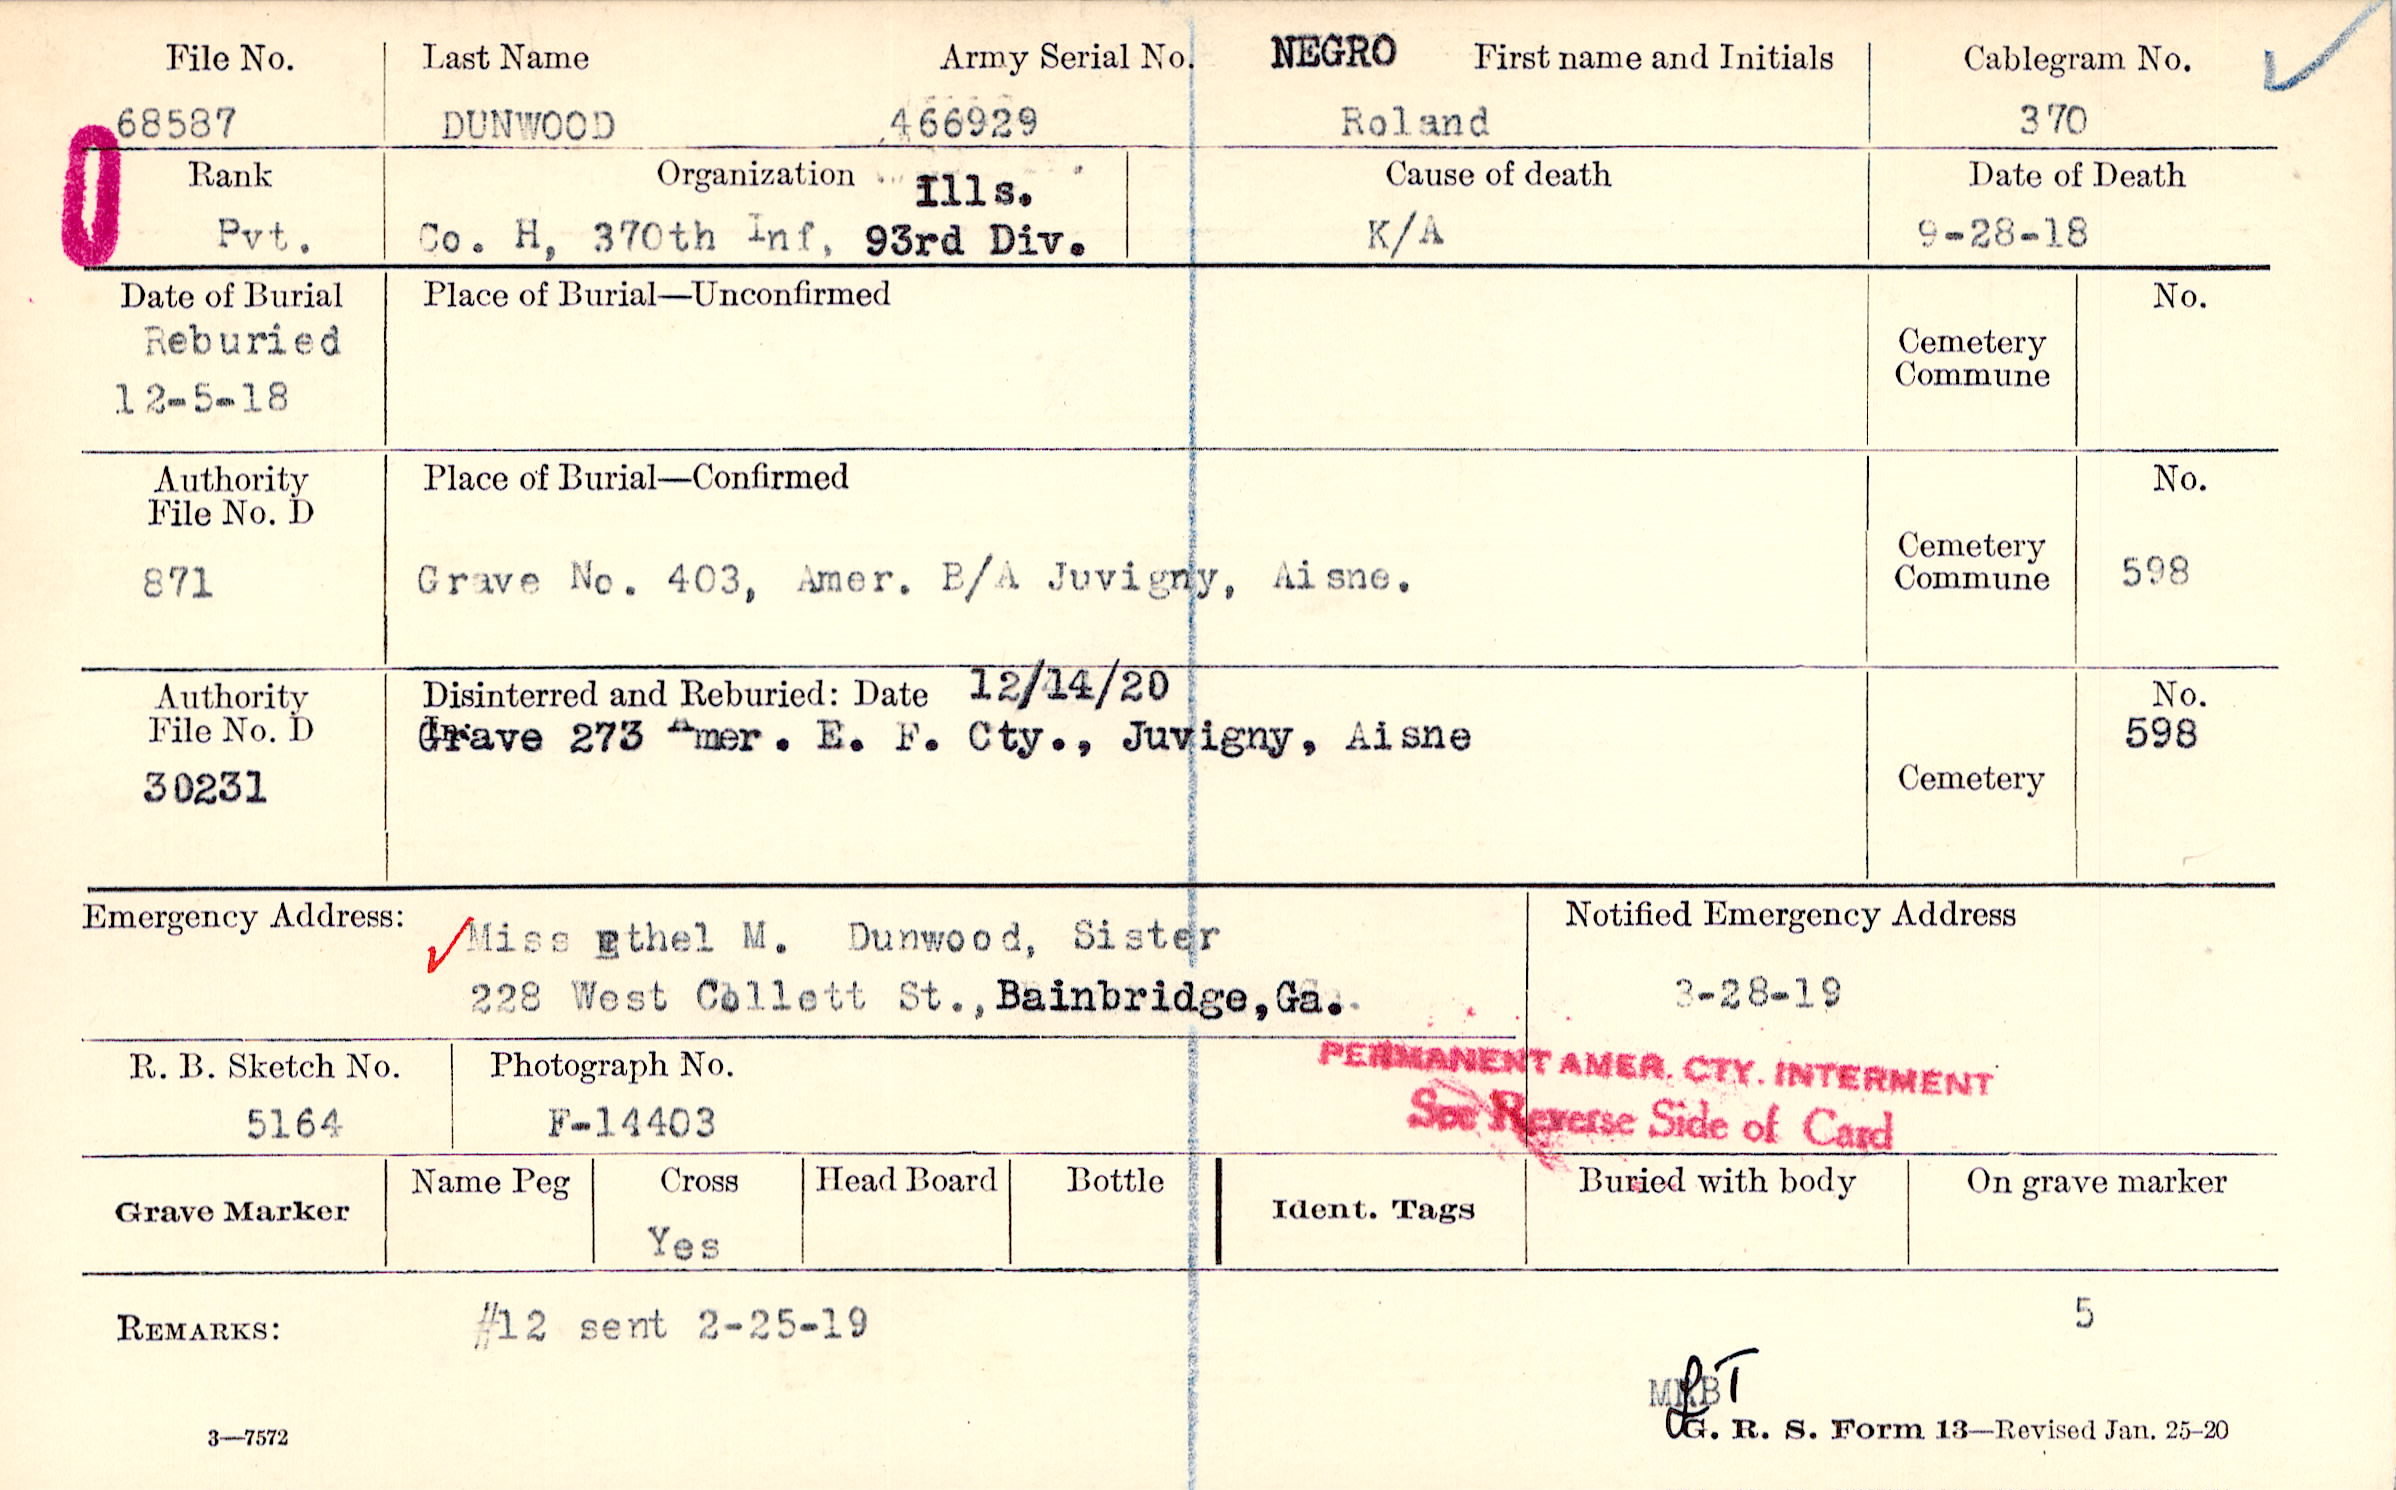 File No. Last Name Army Serial No. NEGRO First name and Initials Cablegram No.
68587 DUNWOOD 466929 Roland 370
Rank Organization Ills. Cause of death Date of Death
Pvt. Co. H, 370th Inf, 93rd Div. K/A 9-28-18
Date of Burial Place of Burial—Unconfirmed No.
Reburied Cemetery
Commune
12-5-18
Authority Place of Burial—Confirmed No.
File No. D
871 Grave No. 403, Amer. B/A Juvigny, Aisne. Cemetery
Commune 598
Authority Disinterred and Reburied: Date 12/14/20 No.
File No. D In:
Grave 273 Amer. E. F. Cty., Juvigny, Aisne 598
30231 Cemetery
Emergency Address: Miss Ethel M. Dunwood, Sister Notified Emergency Address
228 West Collett St., Bainbridge, Ga. 3-28-19
R. B. Sketch No. Photograph No. PERMANENT AMER. CTY. INTERMENT
5164 F-14403 See Reverse Side of Card
Grave Marker Name Peg Cross Head Board Bottle Ident. Tags Buried with body On grave marker
Yes
REMARKS: #12 sent 2-25-19 5
3—7572 G. R. S. Form 13—Revised Jan. 25-20